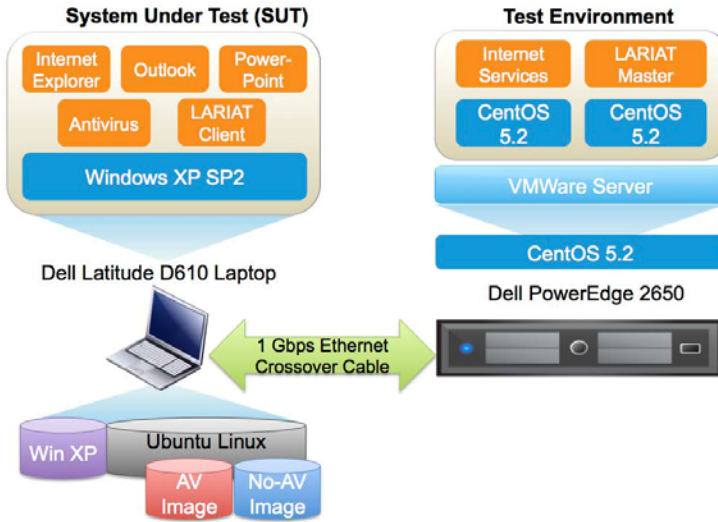 System Under Test (SUT)
Internet
Explorer
Outlook
Power-
Point
Antivirus
LARIAT
Client
Windows XP SP2
Dell Latitude D610 Laptop
Test Environment
Internet
Services
LARIAT
Master
CentOS
5.2
CentOS
5.2
VMWare Server
CentOS 5.2
Dell PowerEdge 2650
1 Gbps Ethernet
Crossover Cable
Win XP
Ubuntu Linux
AV
Image
No-AV
Image